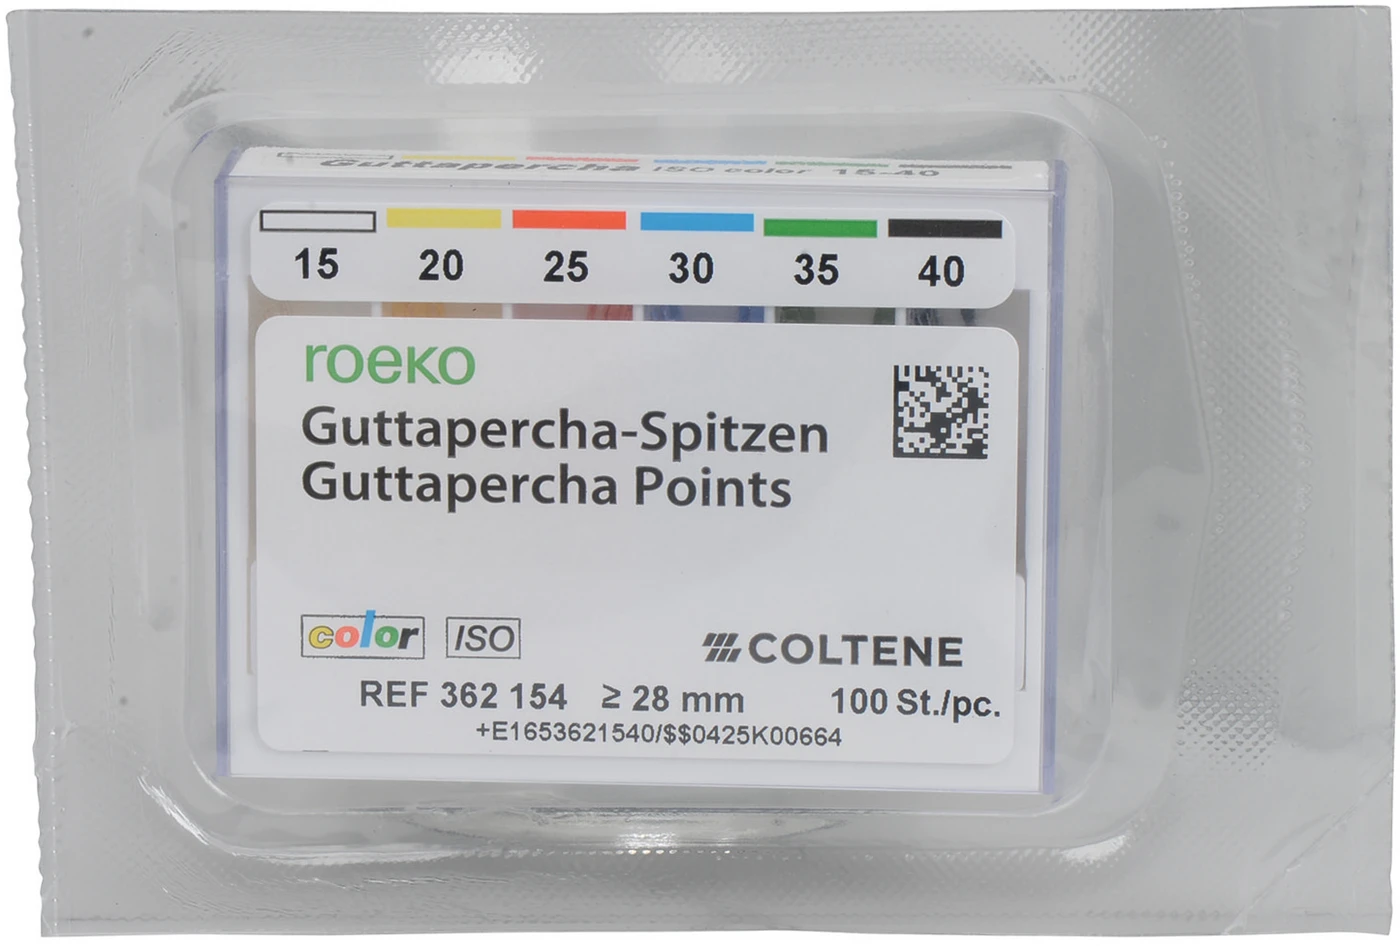 Guttapercha ISO color 15-40
15 20 25 30 35 40
roeko
Guttapercha-Spitzen
Guttapercha Points
color ISO
COLTENE
REF 362 154 ≥ 28 mm 100 St./pc.
+E1653621540/$$0425K00664